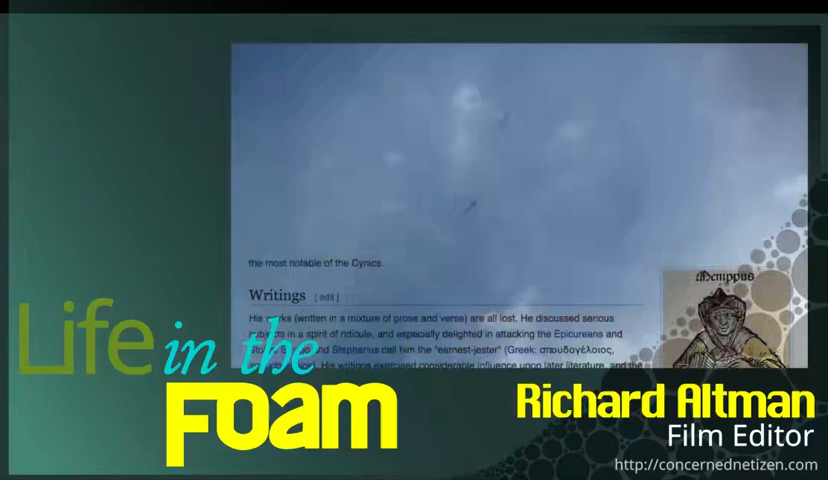 the most notable of the Cynics.
Writings [edit]
His works (written in a mixture of prose and verse) are all lost. He discussed serious
subjects in a spirit of ridicule, and especially delighted in attacking the Epicureans and
and Stephanus call him the "earnest-jester" (Greek: σπουδογέλοιος,
His writings exercised considerable influence upon later literature, and the
Menippus
Life in the
Foam
Richard Altman
Film Editor
http://concernednetizen.com